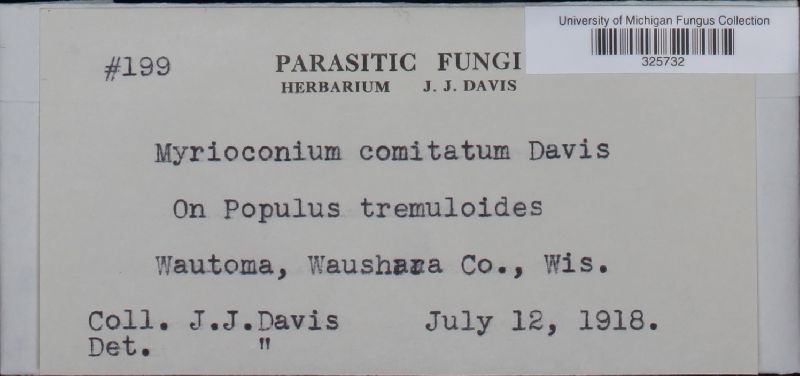 University of Michigan Fungus Collection
325732
#199
PARASITIC FUNGI
HERBARIUM J. J. DAVIS
Myrioconium comitatum Davis
On Populus tremuloides
Wautoma, Waushara Co., Wis.
Coll. J.J.Davis July 12, 1918.
Det. "